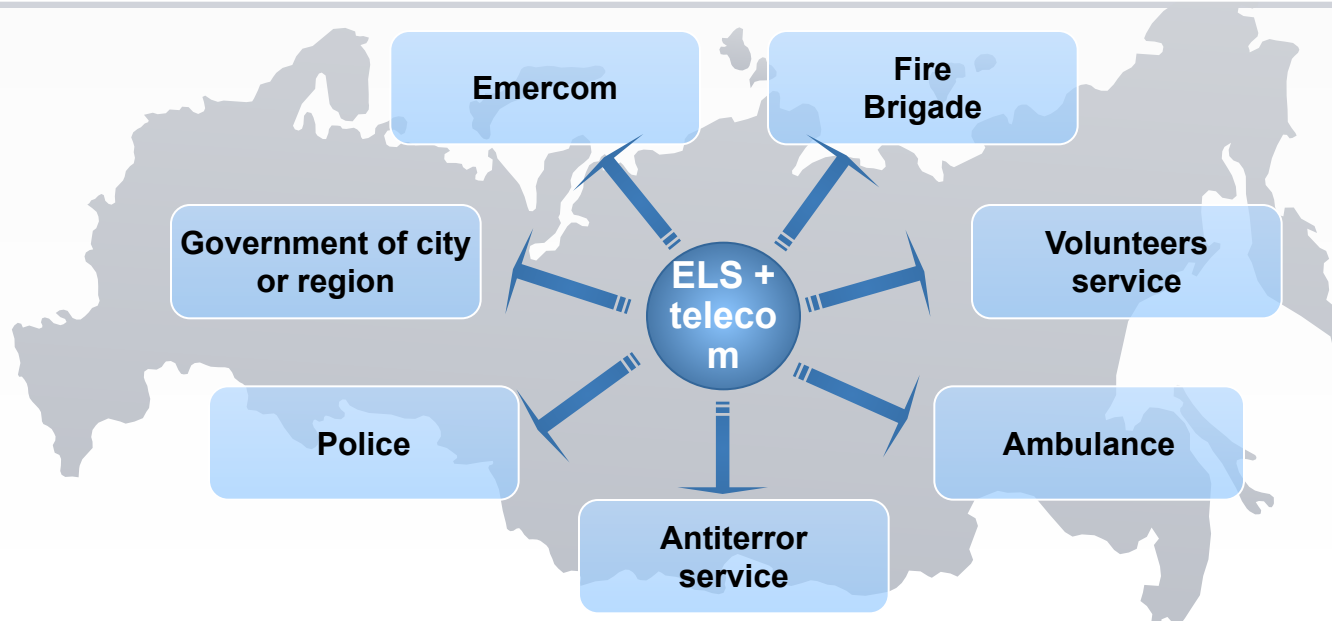 Emercom
Fire
Brigade
Government of city
or region
ELS +
teleco
m
Volunteers
service
Police
Ambulance
Antiterror
service